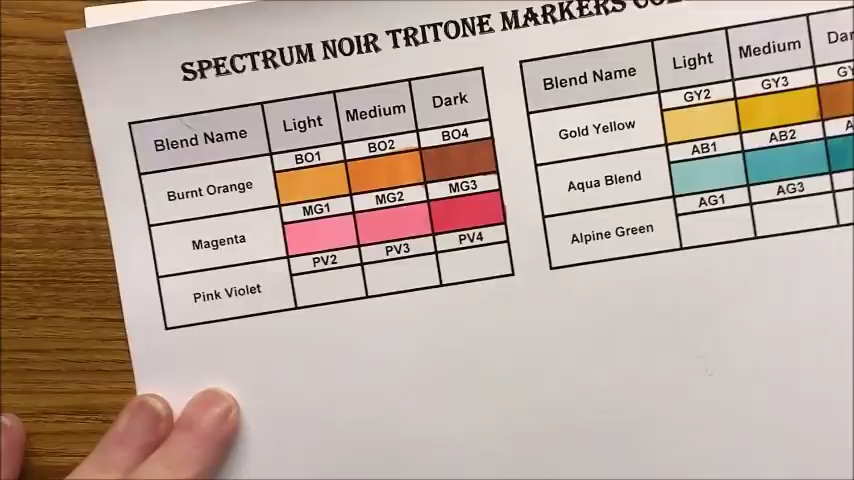 SPECTRUM NOIR TRITONE MARKERS
Blend Name Light Medium Dark
BO1 BO2 BO4
Burnt Orange
MG1 MG2 MG3
Magenta
PV2 PV3 PV4
Pink Violet
Blend Name Light Medium
GY2 GY3 GY
Gold Yellow
AB1 AB2
Aqua Blend
AG1 AG3
Alpine Green